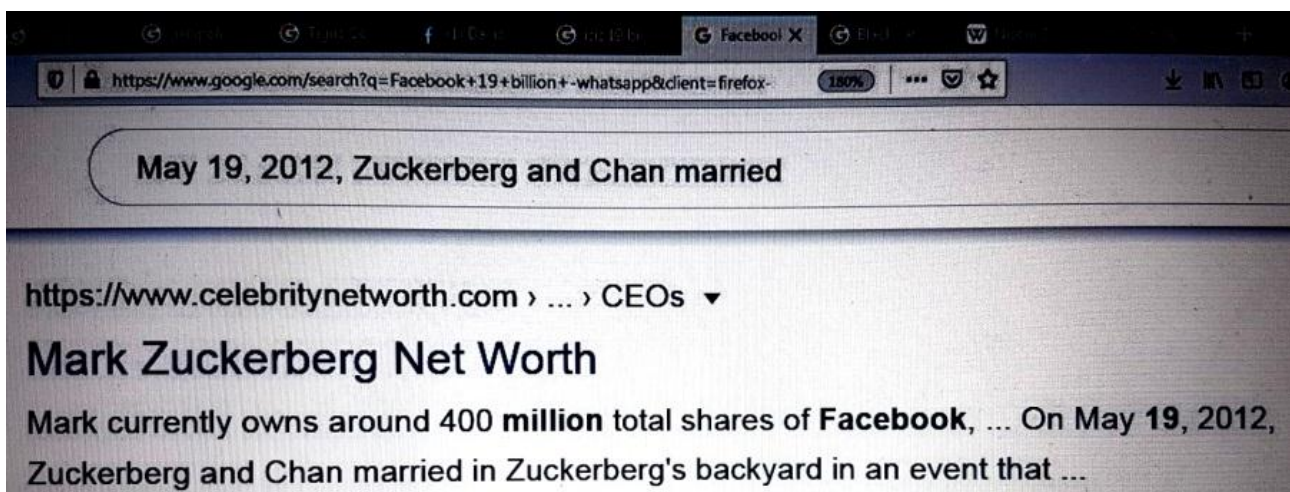 Facebool
https://www.google.com/search?q=Facebook+19+billion+-whatsapp&client=firefox-
180%
May 19, 2012, Zuckerberg and Chan married
https://www.celebritynetworth.com › ... › CEOs
Mark Zuckerberg Net Worth
Mark currently owns around 400 million total shares of Facebook, ... On May 19, 2012,
Zuckerberg and Chan married in Zuckerberg's backyard in an event that ...